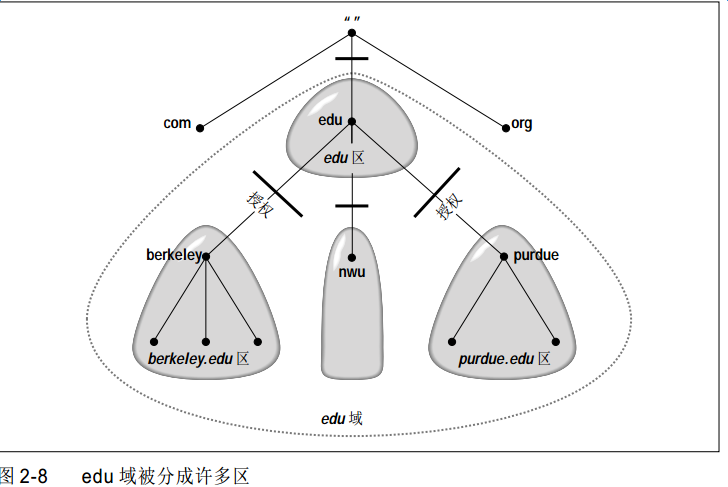 “ ”
com
org
edu
edu 区
授权
授权
berkeley
nwu
purdue
berkeley.edu 区
purdue.edu 区
edu 域
图 2-8 edu 域被分成许多区